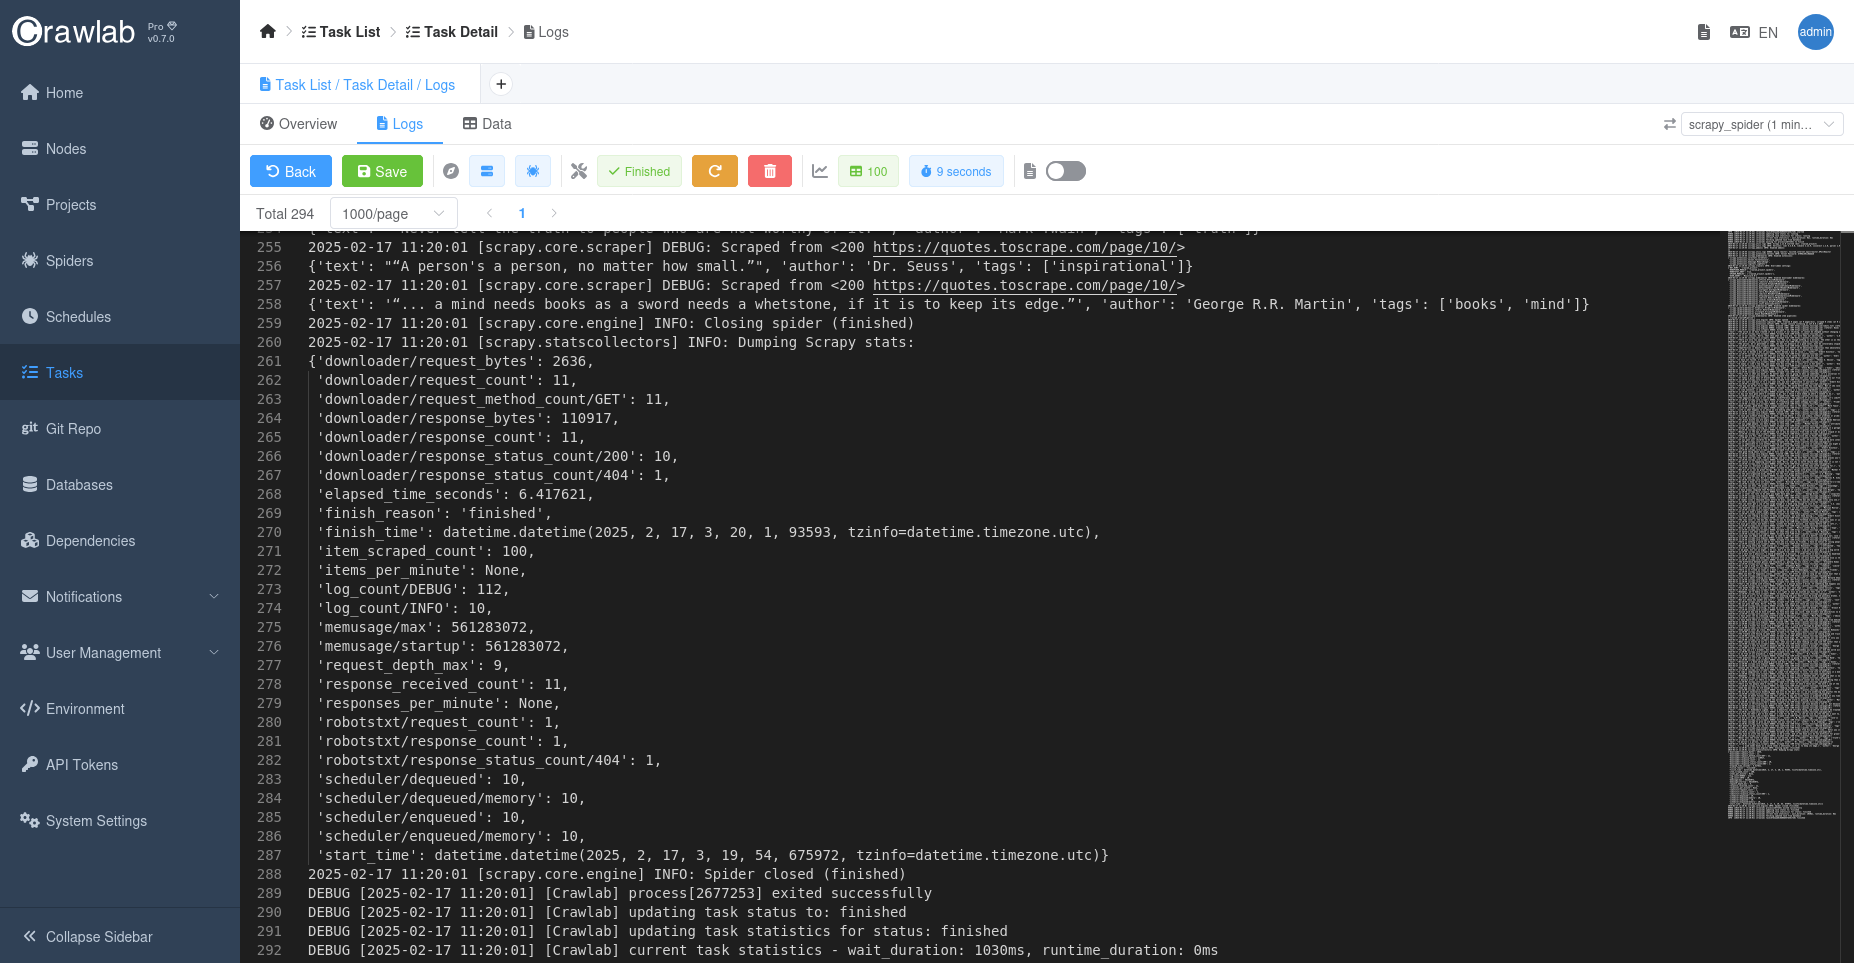 Crawlab
Pro
v0.7.0
Home
Nodes
Projects
Spiders
Schedules
Tasks
git Git Repo
Databases
Dependencies
Notifications
User Management
Environment
API Tokens
System Settings
Collapse Sidebar
Task List
Task Detail
Logs
EN
admin
Task List / Task Detail / Logs
+
Overview
Logs
Data
scrapy_spider (1 min...
Back
Save
Finished
100
9 seconds
Total 294
1000/page
1
255 2025-02-17 11:20:01 [scrapy.core.scraper] DEBUG: Scraped from <200 https://quotes.toscrape.com/page/10/>
256 {'text': "“A person's a person, no matter how small.”", 'author': 'Dr. Seuss', 'tags': ['inspirational']}
257 2025-02-17 11:20:01 [scrapy.core.scraper] DEBUG: Scraped from <200 https://quotes.toscrape.com/page/10/>
258 {'text': '“... a mind needs books as a sword needs a whetstone, if it is to keep its edge.”', 'author': 'George R.R. Martin', 'tags': ['books', 'mind']}
259 2025-02-17 11:20:01 [scrapy.core.engine] INFO: Closing spider (finished)
260 2025-02-17 11:20:01 [scrapy.statscollectors] INFO: Dumping Scrapy stats:
261 {'downloader/request_bytes': 2636,
262 'downloader/request_count': 11,
263 'downloader/request_method_count/GET': 11,
264 'downloader/response_bytes': 110917,
265 'downloader/response_count': 11,
266 'downloader/response_status_count/200': 10,
267 'downloader/response_status_count/404': 1,
268 'elapsed_time_seconds': 6.417621,
269 'finish_reason': 'finished',
270 'finish_time': datetime.datetime(2025, 2, 17, 3, 20, 1, 93593, tzinfo=datetime.timezone.utc),
271 'item_scraped_count': 100,
272 'items_per_minute': None,
273 'log_count/DEBUG': 112,
274 'log_count/INFO': 10,
275 'memusage/max': 561283072,
276 'memusage/startup': 561283072,
277 'request_depth_max': 9,
278 'response_received_count': 11,
279 'responses_per_minute': None,
280 'robotstxt/request_count': 1,
281 'robotstxt/response_count': 1,
282 'robotstxt/response_status_count/404': 1,
283 'scheduler/dequeued': 10,
284 'scheduler/dequeued/memory': 10,
285 'scheduler/enqueued': 10,
286 'scheduler/enqueued/memory': 10,
287 'start_time': datetime.datetime(2025, 2, 17, 3, 19, 54, 675972, tzinfo=datetime.timezone.utc)}
288 2025-02-17 11:20:01 [scrapy.core.engine] INFO: Spider closed (finished)
289 DEBUG [2025-02-17 11:20:01] [Crawlab] process[2677253] exited successfully
290 DEBUG [2025-02-17 11:20:01] [Crawlab] updating task status to: finished
291 DEBUG [2025-02-17 11:20:01] [Crawlab] updating task statistics for status: finished
292 DEBUG [2025-02-17 11:20:01] [Crawlab] current task statistics - wait_duration: 1030ms, runtime_duration: 0ms